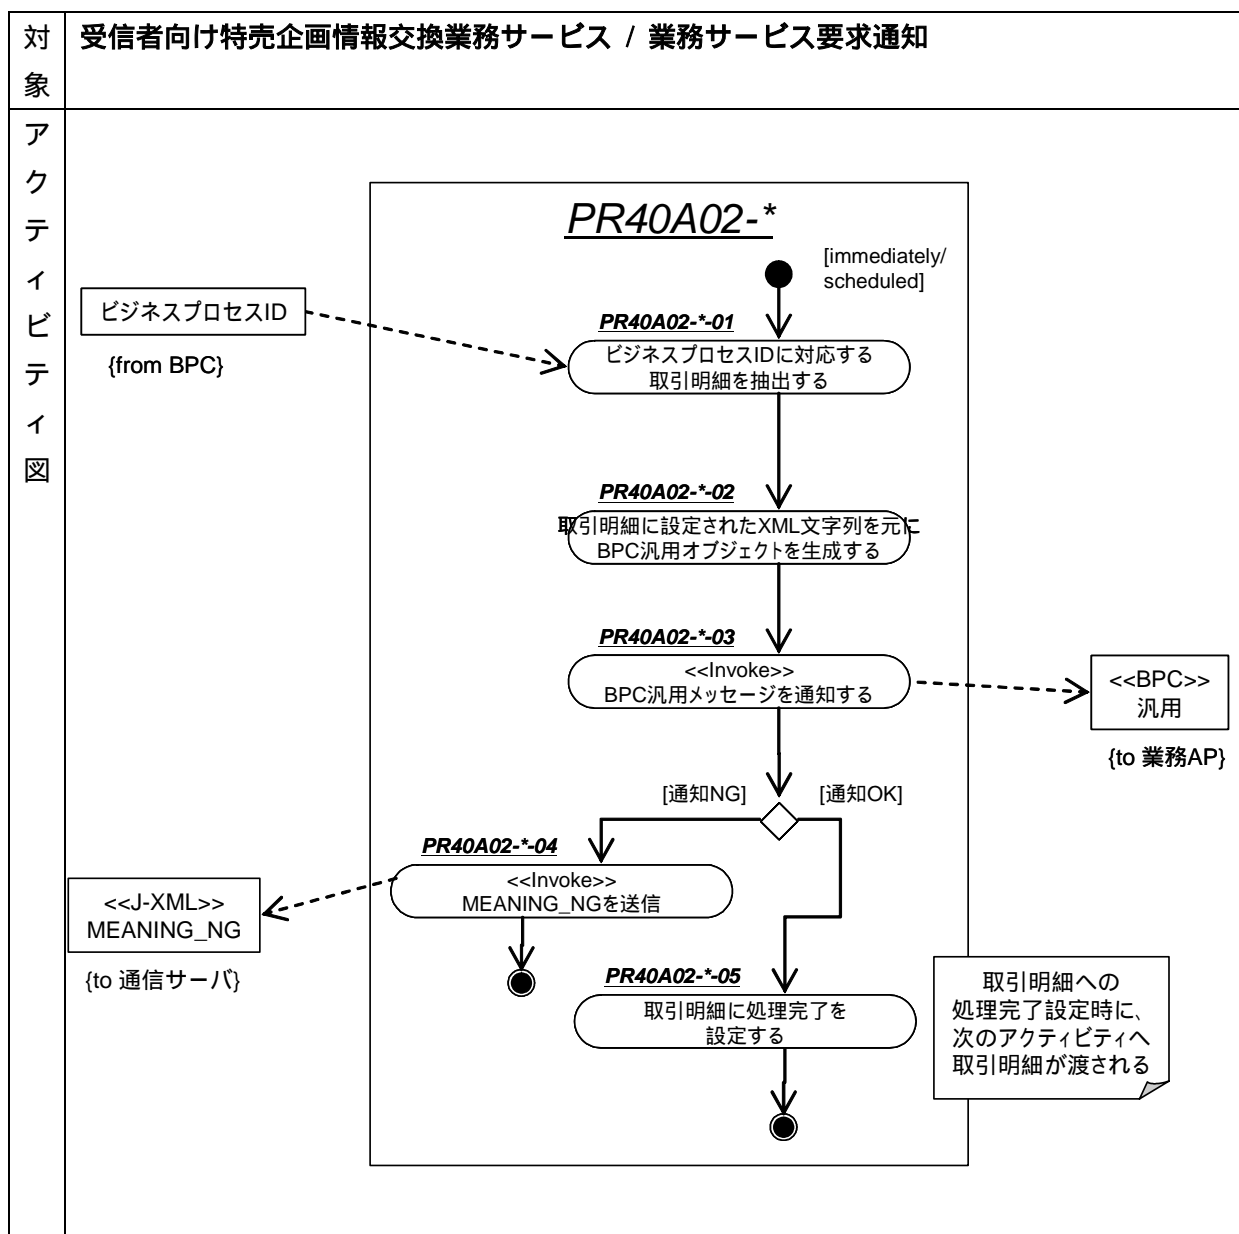 対象
受信者向け特売企画情報交換業務サービス / 業務サービス要求通知
アクティビティ図
PR40A02-*
[immediately/
scheduled]
ビジネスプロセスID
{from BPC}
PR40A02-*-01
ビジネスプロセスIDに対応する
取引明細を抽出する
PR40A02-*-02
取引明細に設定されたXML文字列を元に
BPC汎用オブジェクトを生成する
PR40A02-*-03
<<Invoke>>
BPC汎用メッセージを通知する
<<BPC>>
汎用
{to 業務AP}
[通知NG]
[通知OK]
PR40A02-*-04
<<Invoke>>
MEANING_NGを送信
<<J-XML>>
MEANING_NG
{to 通信サーバ}
PR40A02-*-05
取引明細に処理完了を
設定する
取引明細への
処理完了設定時に、
次のアクティビティへ
取引明細が渡される